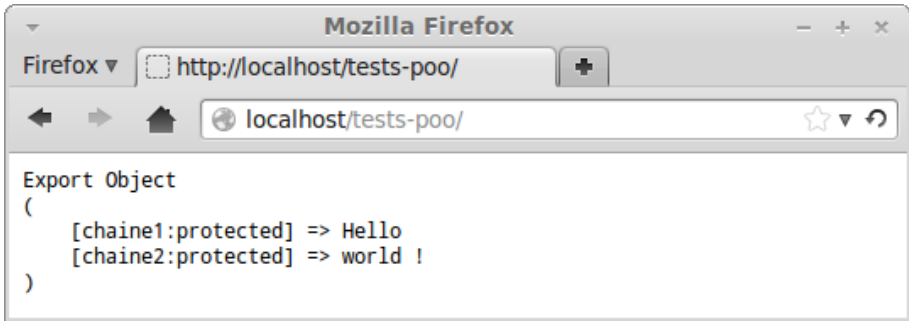 Mozilla Firefox
Firefox
http://localhost/tests-poo/
localhost/tests-poo/
Export Object
(
    [chaine1:protected] => Hello
    [chaine2:protected] => world !
)